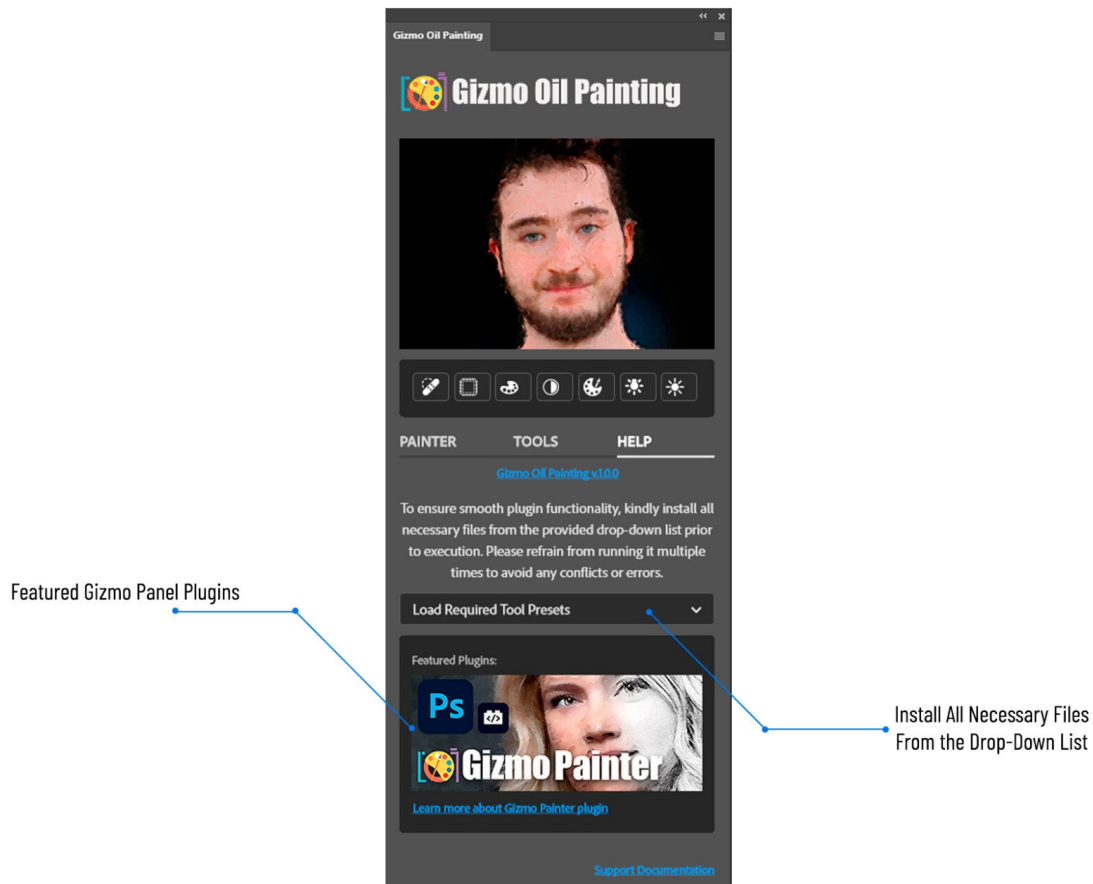 Gizmo Oil Painting
Gizmo Oil Painting
PAINTER TOOLS HELP
Gizmo Oil Painting v.1.0.0
To ensure smooth plugin functionality, kindly install all
necessary files from the provided drop-down list prior
to execution. Please refrain from running it multiple
times to avoid any conflicts or errors.
Featured Gizmo Panel Plugins
Load Required Tool Presets
Featured Plugins:
Ps
Gizmo Painter
Install All Necessary Files
From the Drop-Down List
Learn more about Gizmo Painter plugin
Support Documentation